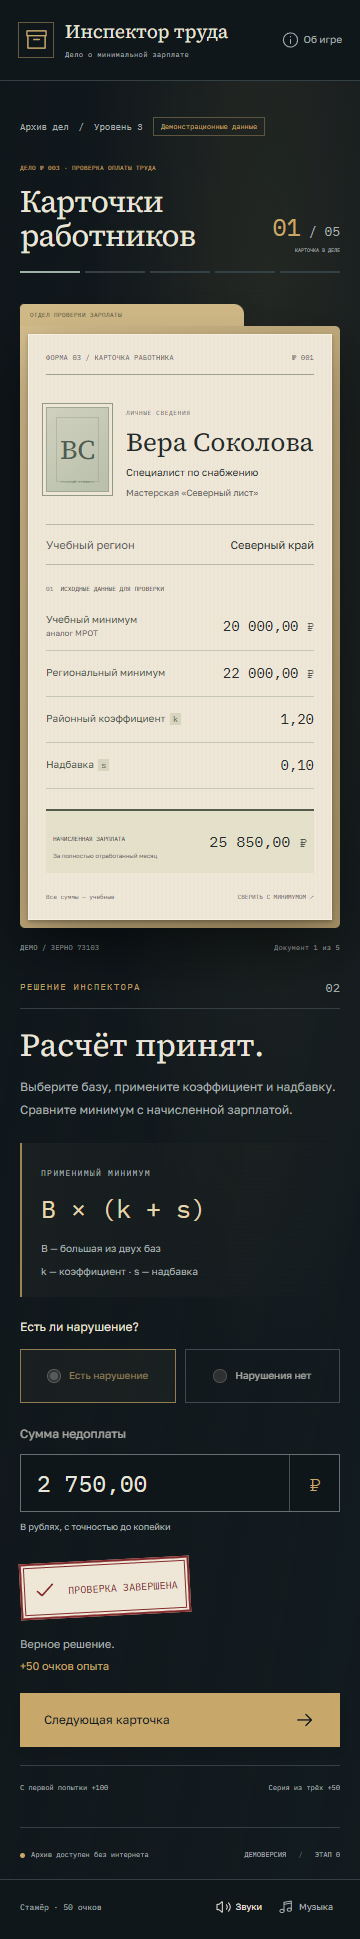 Инспектор труда
Дело о минимальной зарплате
Об игре
Архив дел / Уровень 3 Демонстрационные данные
ДЕЛО № 003 · ПРОВЕРКА ОПЛАТЫ ТРУДА
Карточки
работников
01 / 05
КАРТОЧКА В ДЕЛЕ
ОТДЕЛ ПРОВЕРКИ ЗАРПЛАТЫ
ФОРМА 03 / КАРТОЧКА РАБОТНИКА № 001
ЛИЧНЫЕ СВЕДЕНИЯ
ВС
Вера Соколова
Специалист по снабжению
Мастерская «Северный лист»
Учебный регион Северный край
01 ИСХОДНЫЕ ДАННЫЕ ДЛЯ ПРОВЕРКИ
Учебный минимум
аналог МРОТ
20 000,00 ₽
Региональный минимум 22 000,00 ₽
Районный коэффициент k 1,20
Надбавка s 0,10
НАЧИСЛЕННАЯ ЗАРПЛАТА
За полностью отработанный месяц
25 850,00 ₽
Все суммы — учебные СВЕРИТЬ С МИНИМУМОМ ↗
ДЕМО / ЗЕРНО 73103 Документ 1 из 5
РЕШЕНИЕ ИНСПЕКТОРА 02
Расчёт принят.
Выберите базу, примените коэффициент и надбавку.
Сравните минимум с начисленной зарплатой.
ПРИМЕНИМЫЙ МИНИМУМ
B × (k + s)
B — большая из двух баз
k — коэффициент · s — надбавка
Есть ли нарушение?
Есть нарушение Нарушения нет
Сумма недоплаты
2 750,00 ₽
В рублях, с точностью до копейки
ПРОВЕРКА ЗАВЕРШЕНА
Верное решение.
+50 очков опыта
Следующая карточка →
С первой попытки +100 Серия из трёх +50
Архив доступен без интернета ДЕМОВЕРСИЯ / ЭТАП 0
Стажёр · 50 очков Звуки Музыка